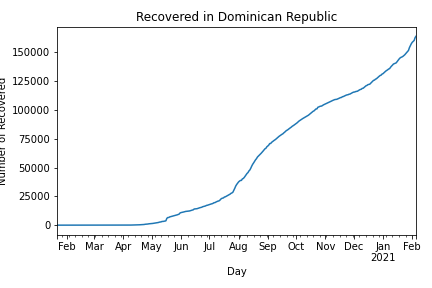 Recovered in Dominican Republic
Number of Recovered
150000
125000
100000
75000
50000
25000
0
Feb Mar Apr May Jun Jul Aug Sep Oct Nov Dec Jan Feb
2021
Day